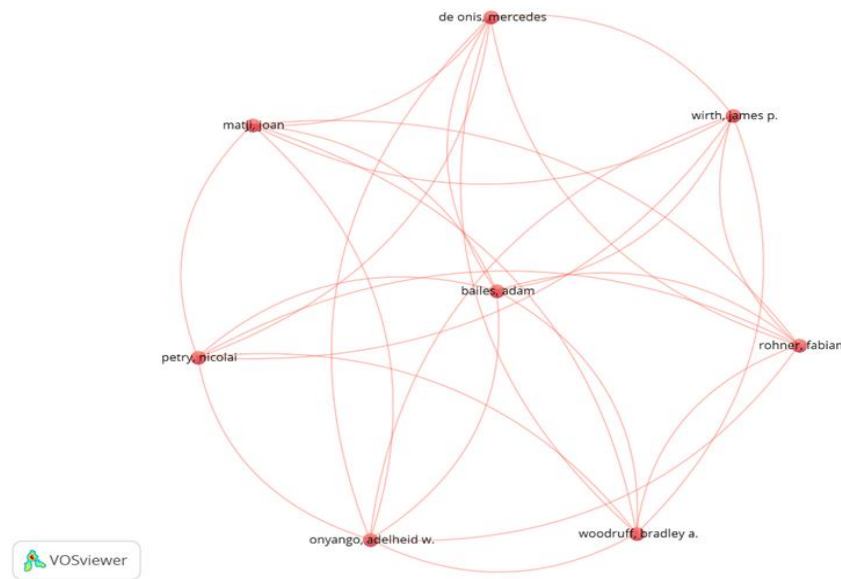 de onis, mercedes
wirth, james p.
matji, joan
bailes, adam
rohner, fabian
petry, nicolai
woodruff, bradley a.
onyango, adelheid w.
VOSviewer